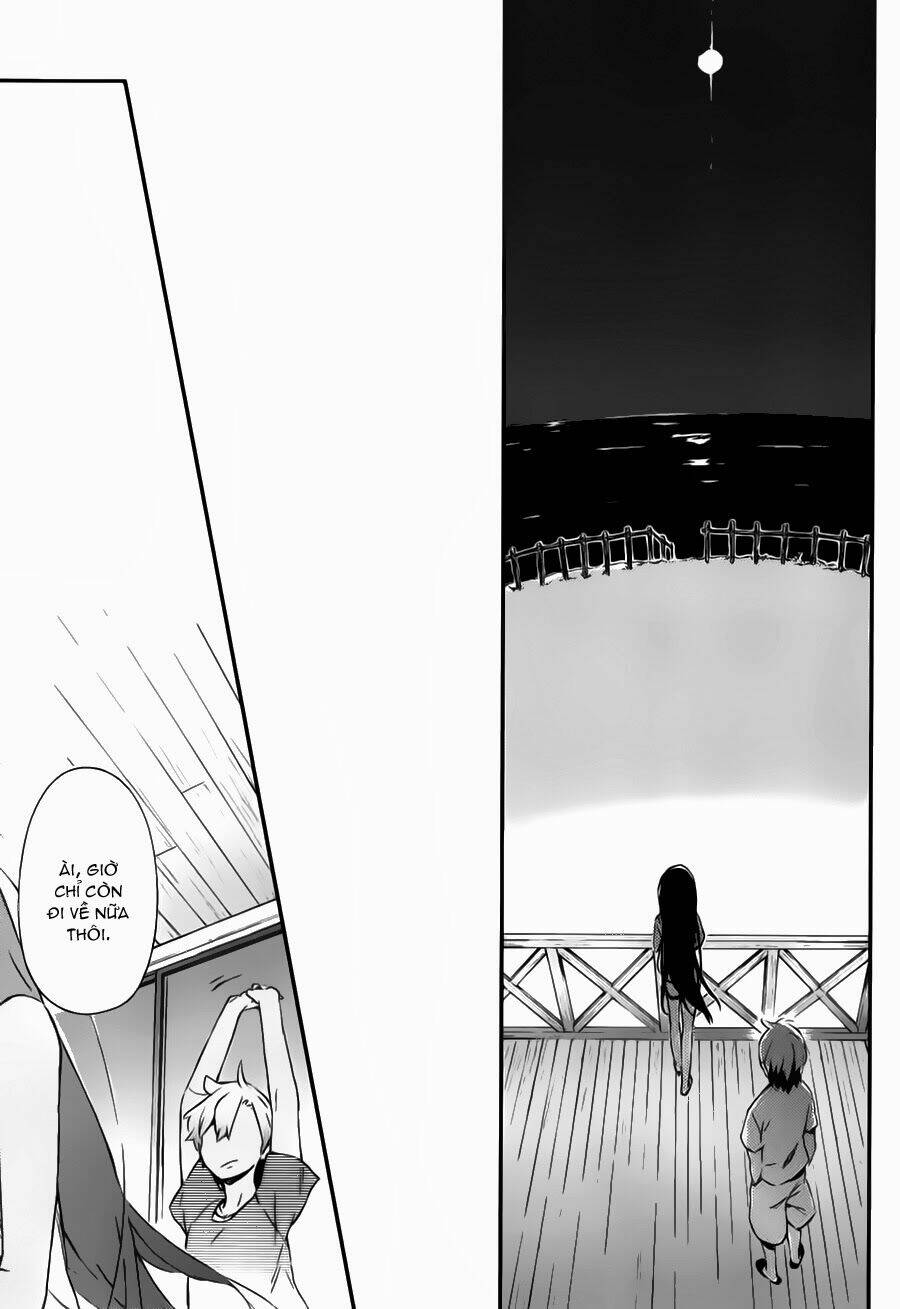 ÀI, GIỜ
CHỈ CÒN
ĐI VỀ NỮA
THÔI.